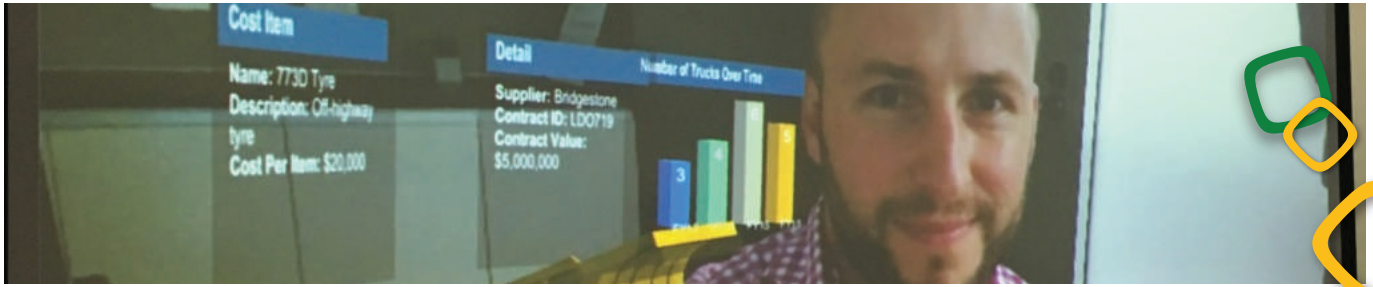 Cost Item
Name: 773D Tyre
Description: Off-highway
tyre
Cost Per Item: $20,000
Detail
Supplier: Bridgestone
Contract ID: LDO719
Contract Value:
$5,000,000
Number of Trucks Over Time
3
4
6
5